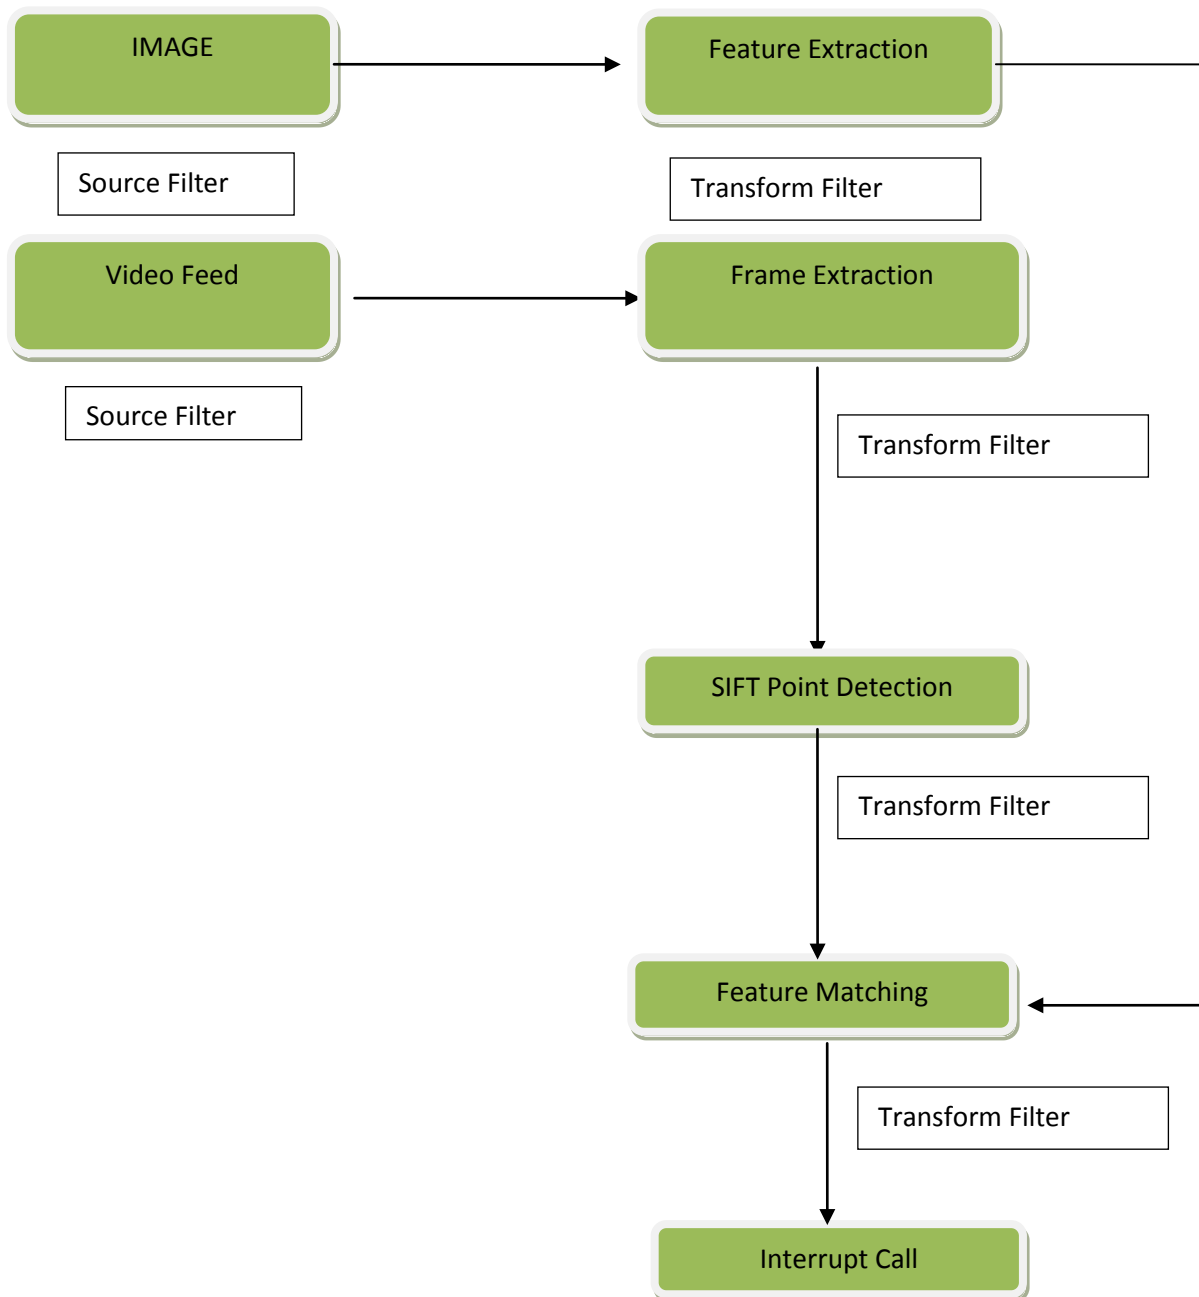 IMAGE
Feature Extraction
Source Filter
Transform Filter
Video Feed
Frame Extraction
Source Filter
Transform Filter
SIFT Point Detection
Transform Filter
Feature Matching
Transform Filter
Interrupt Call